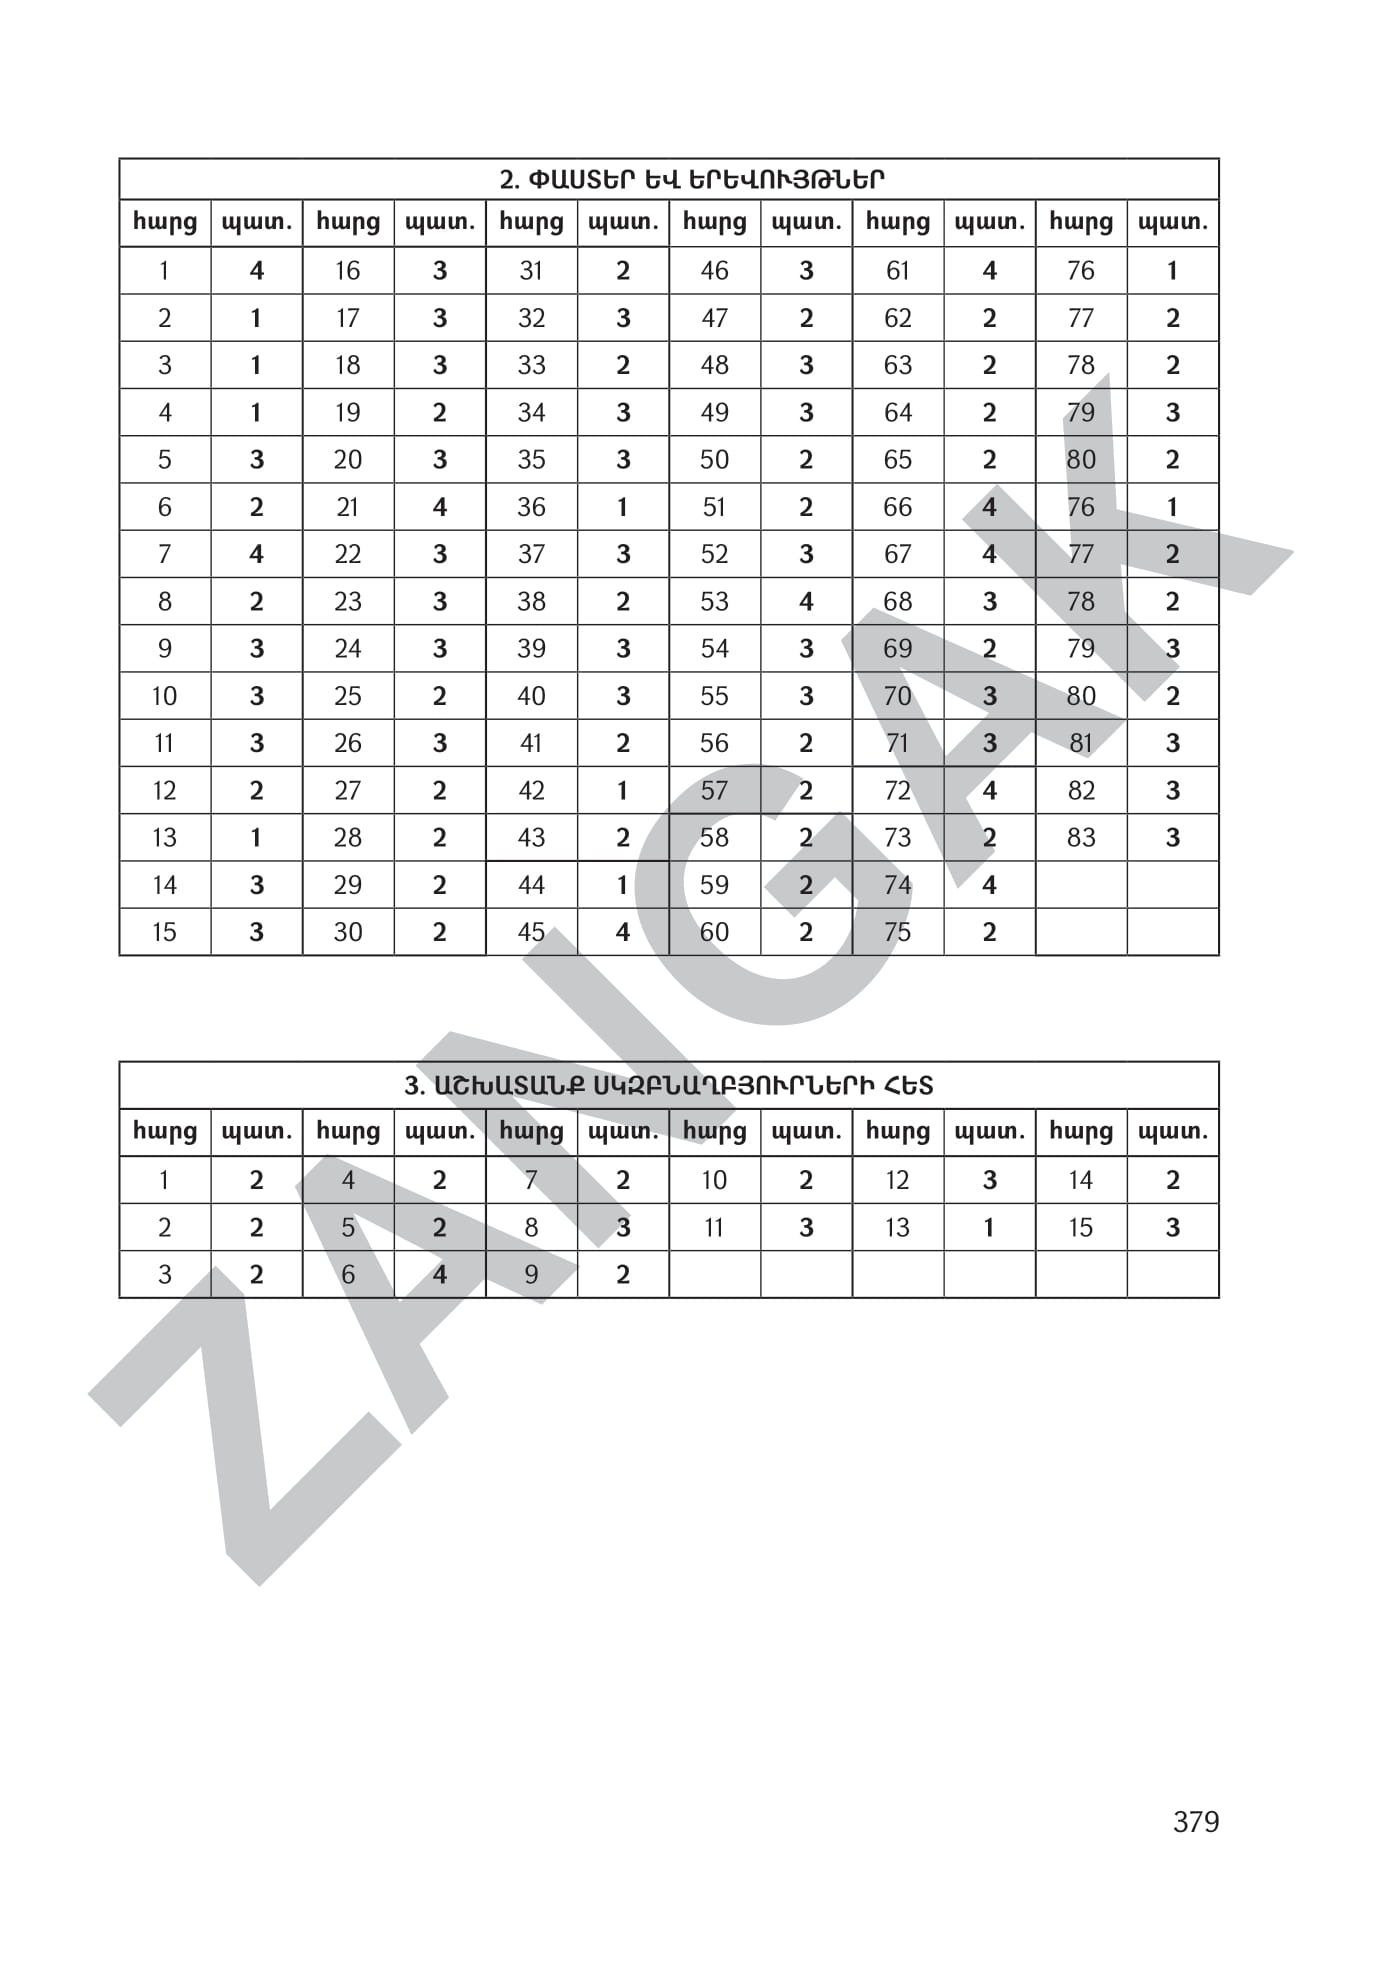 2. ՓԱՍՏԵՐ ԵՎ ԵՐԵՎՈՒՅԹՆԵՐ
հարց պատ. հարց պատ. հարց պատ. հարց պատ. հարց պատ. հարց պատ.
1 4 16 3 31 2 46 3 61 4 76 1
2 1 17 3 32 3 47 2 62 2 77 2
3 1 18 3 33 2 48 3 63 2 78 2
4 1 19 2 34 3 49 3 64 2 79 3
5 3 20 3 35 3 50 2 65 2 80 2
6 2 21 4 36 1 51 2 66 4 76 1
7 4 22 3 37 3 52 3 67 4 77 2
8 2 23 3 38 2 53 4 68 3 78 2
9 3 24 3 39 3 54 3 69 2 79 3
10 3 25 2 40 3 55 3 70 3 80 2
11 3 26 3 41 2 56 2 71 3 81 3
12 2 27 2 42 1 57 2 72 4 82 3
13 1 28 2 43 2 58 2 73 2 83 3
14 3 29 2 44 1 59 2 74 4
15 3 30 2 45 4 60 2 75 2
3. ԱՇԽԱՏԱՆՔ ՍԿԶԲՆԱՂԲՅՈՒՐՆԵՐԻ ՀԵՏ
հարց պատ. հարց պատ. հարց պատ. հարց պատ. հարց պատ. հարց պատ.
1 2 4 2 7 2 10 2 12 3 14 2
2 2 5 2 8 3 11 3 13 1 15 3
3 2 6 4 9 2
ZANGAK
379